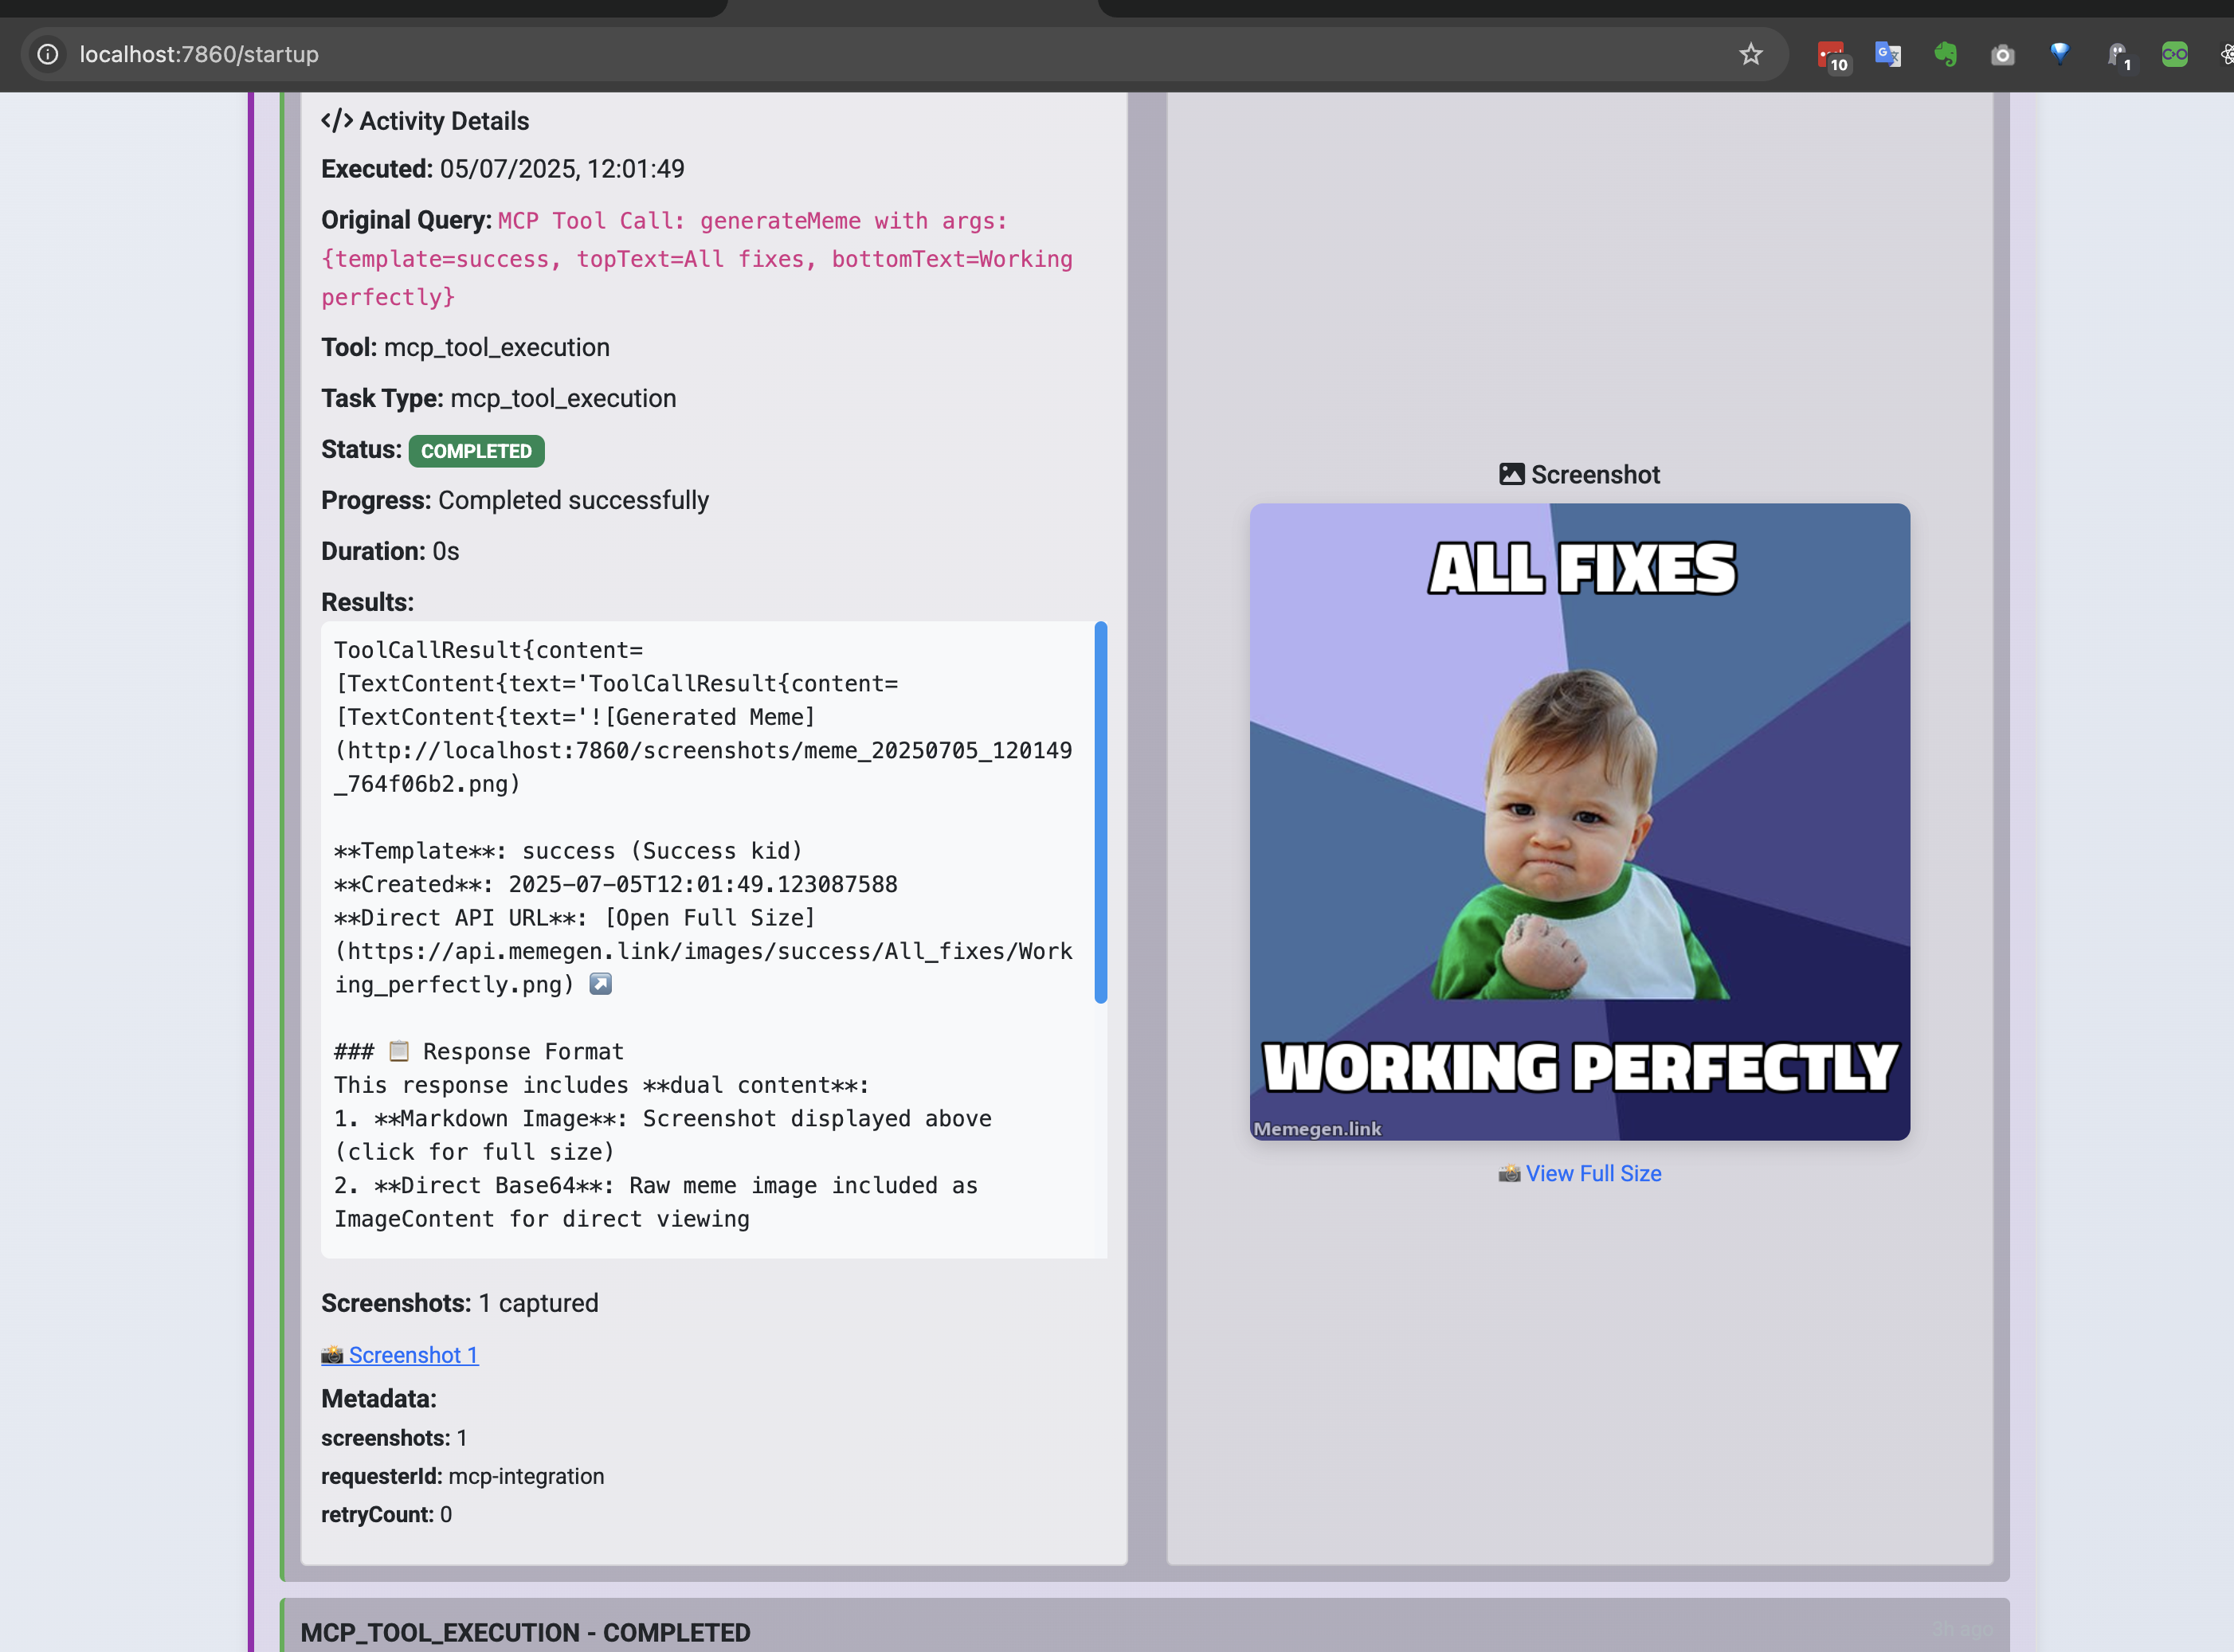 localhost:7860/startup
10
1
</> Activity Details
Executed: 05/07/2025, 12:01:49
Original Query: MCP Tool Call: generateMeme with args:
{template=success, topText=All fixes, bottomText=Working
perfectly}
Tool: mcp_tool_execution
Task Type: mcp_tool_execution
Status: COMPLETED
Progress: Completed successfully
Duration: 0s
Results:
ToolCallResult{content=
[TextContent{text='ToolCallResult{content=
[TextContent{text='![Generated Meme]
(http://localhost:7860/screenshots/meme_20250705_120149
_764f06b2.png)
**Template**: success (Success kid)
**Created**: 2025-07-05T12:01:49.123087588
**Direct API URL**: [Open Full Size]
(https://api.memegen.link/images/success/All_fixes/Work
ing_perfectly.png) ↗️
### 📋 Response Format
This response includes **dual content**:
1. **Markdown Image**: Screenshot displayed above
(click for full size)
2. **Direct Base64**: Raw meme image included as
ImageContent for direct viewing
Screenshots: 1 captured
📸 Screenshot 1
Metadata:
screenshots: 1
requesterId: mcp-integration
retryCount: 0
Screenshot
ALL FIXES
WORKING PERFECTLY
Memegen.link
📸 View Full Size
MCP_TOOL_EXECUTION - COMPLETED
3h ago